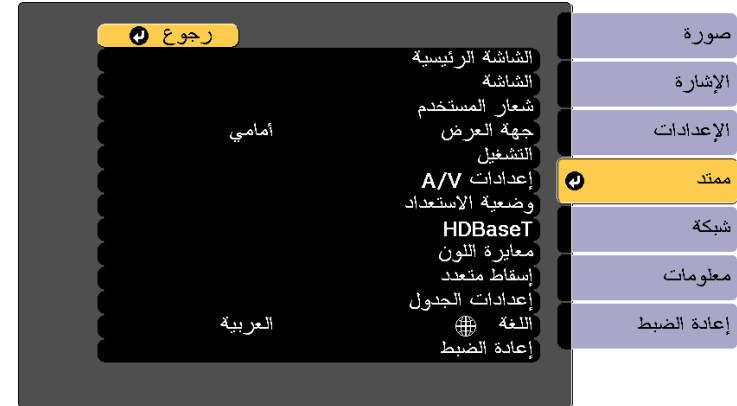 صورة
الإشارة
الإعدادات
ممتد
شبكة
معلومات
إعادة الضبط
رجوع
الشاشة الرئيسية
الشاشة
شعار المستخدم
جهة العرض أمامي
التشغيل
إعدادات A/V
وضعية الاستعداد
HDBaseT
معايرة اللون
إسقاط متعدد
إعدادات الجدول
اللغة العربية
إعادة الضبط